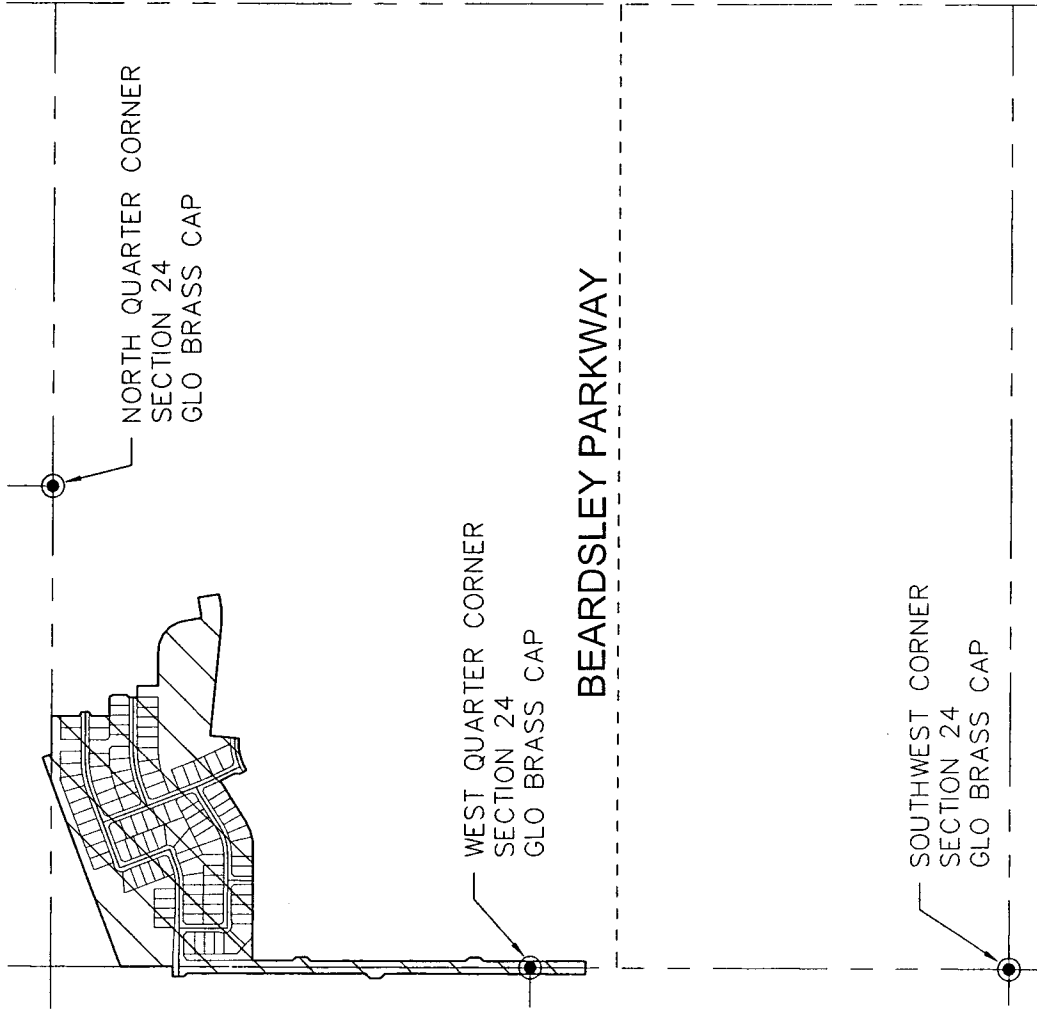 NORTH QUARTER CORNER
SECTION 24
GLO BRASS CAP
WEST QUARTER CORNER
SECTION 24
GLO BRASS CAP
BEARDSLEY PARKWAY
SOUTHWEST CORNER
SECTION 24
GLO BRASS CAP